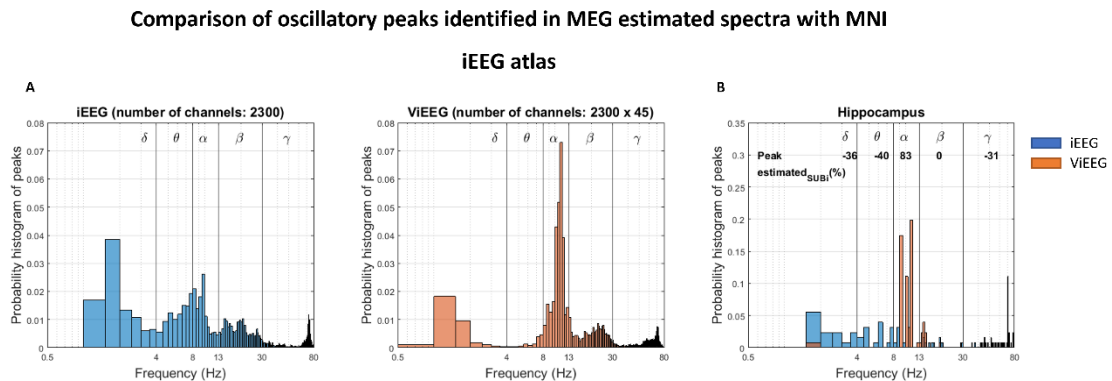 Comparison of oscillatory peaks identified in MEG estimated spectra with MNI
iEEG atlas
A
iEEG (number of channels: 2300)
0.08
0.07
0.06
0.05
0.04
0.03
0.02
0.01
0
Probability histogram of peaks
δ θ α β γ
0.5 4 8 13 30 80
Frequency (Hz)
ViEEG (number of channels: 2300 x 45)
0.08
0.07
0.06
0.05
0.04
0.03
0.02
0.01
0
Probability histogram of peaks
δ θ α β γ
0.5 4 8 13 30 80
Frequency (Hz)
B
Hippocampus
0.35
0.3
0.25
0.2
0.15
0.1
0.05
0
Probability histogram of peaks
δ θ α β γ
Peak -36 -40 83 0 -31
estimatedSUBi(%)
0.5 4 8 13 30 80
Frequency (Hz)
iEEG
ViEEG